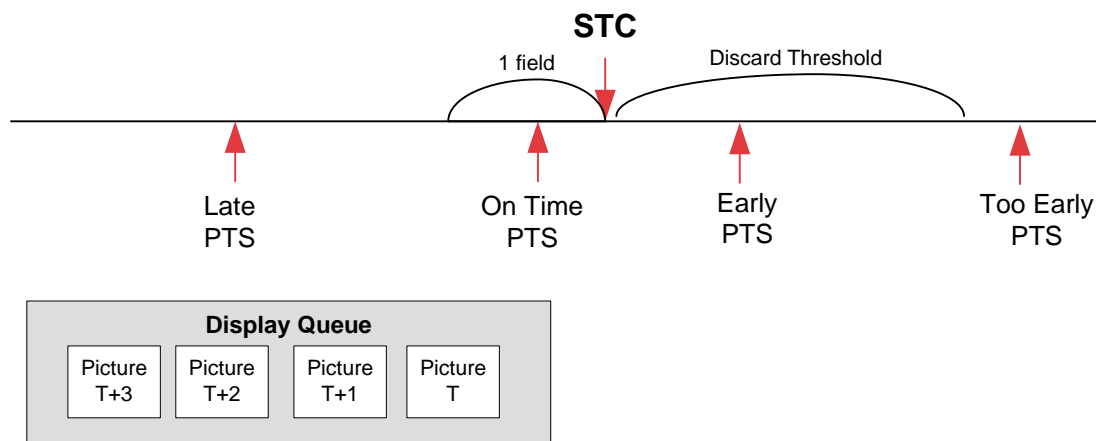 STC
1 field
Discard Threshold
Late
PTS
On Time
PTS
Early
PTS
Too Early
PTS
Display Queue
Picture
T+3
Picture
T+2
Picture
T+1
Picture
T